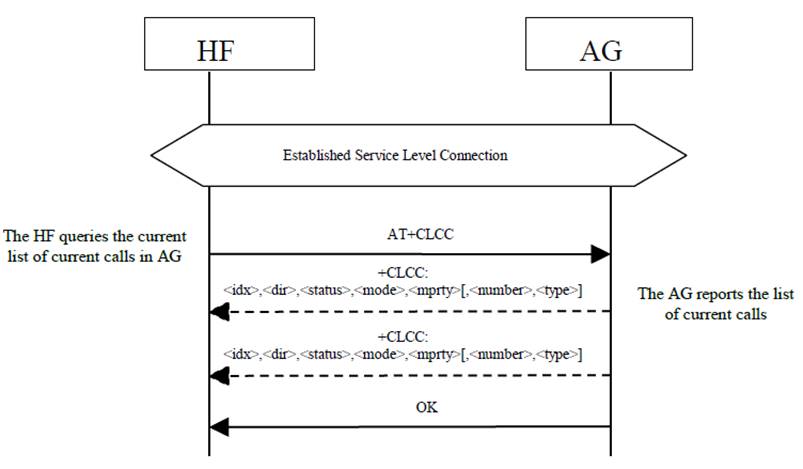 HF
AG
Established Service Level Connection
The HF queries the current
list of current calls in AG
AT+CLCC
+CLCC:
<idx>,<dir>,<status>,<mode>,<mprty>[,<number>,<type>]
The AG reports the list
of current calls
+CLCC:
<idx>,<dir>,<status>,<mode>,<mprty>[,<number>,<type>]
OK